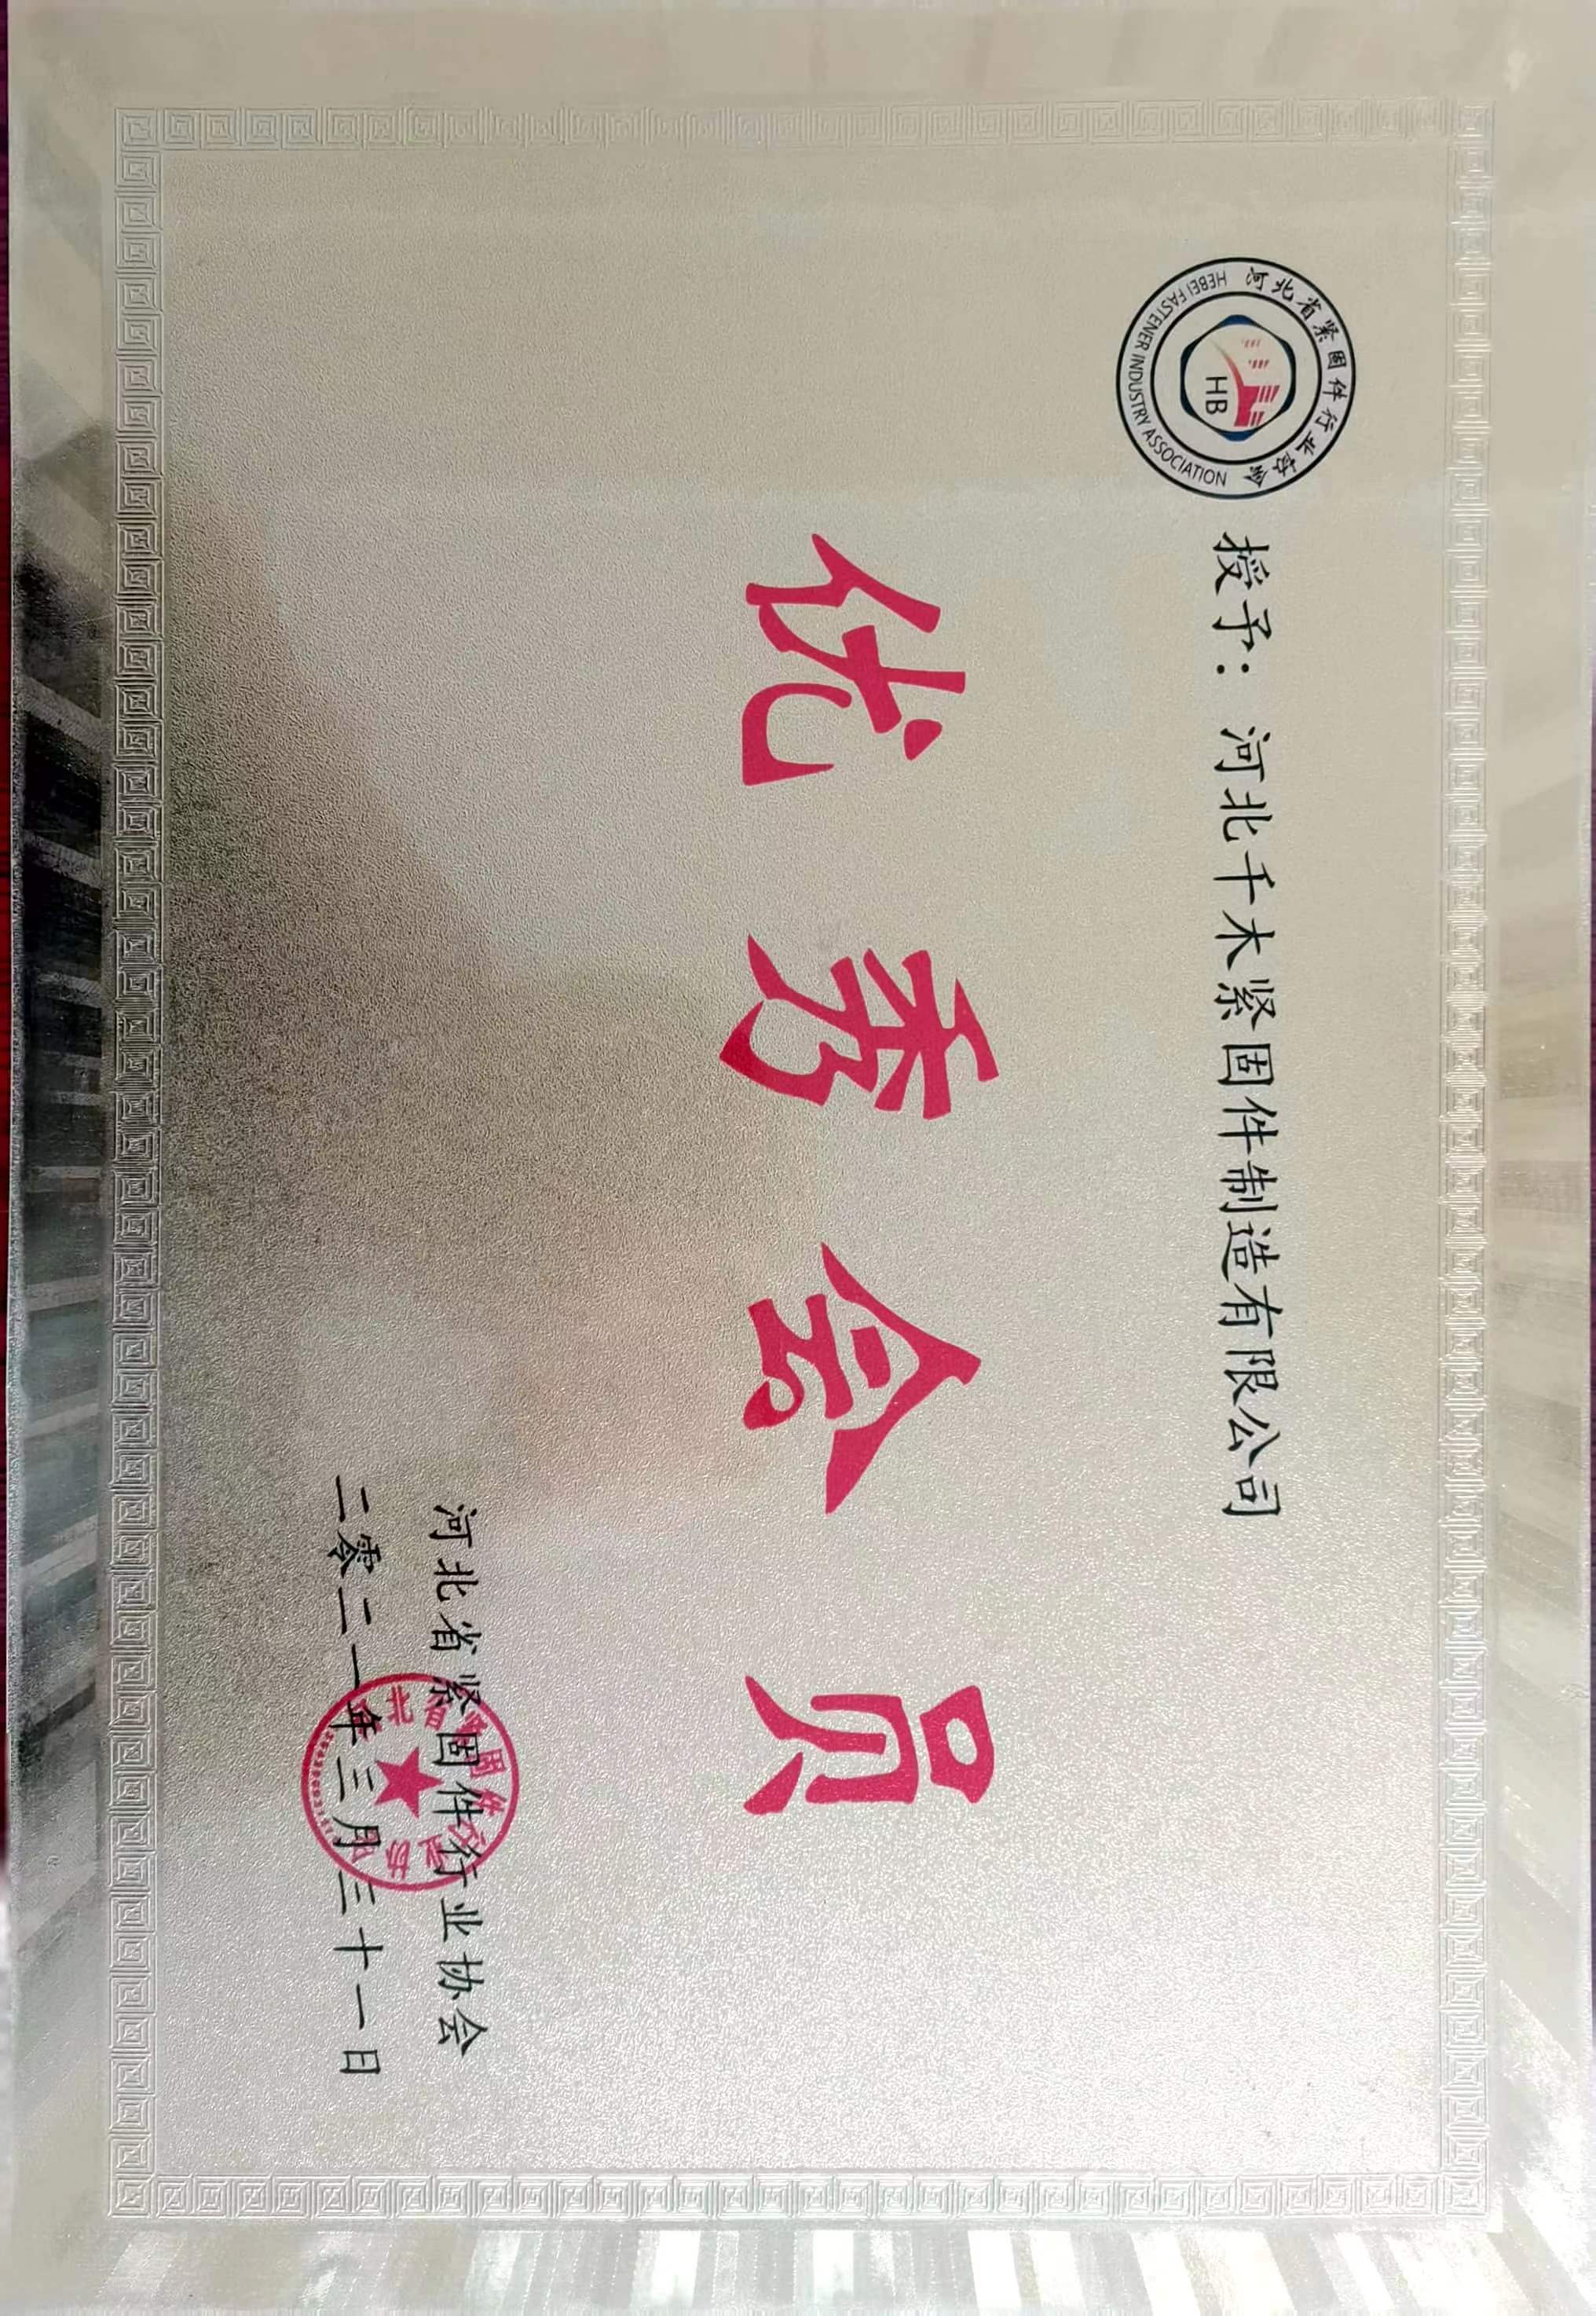 河北省紧固件行业协会
HEBEI FASTENER INDUSTRY ASSOCIATION
HB
授予：河北千木紧固件制造有限公司
优秀会员
河北省紧固件行业协会
二零二一年三月三十一日